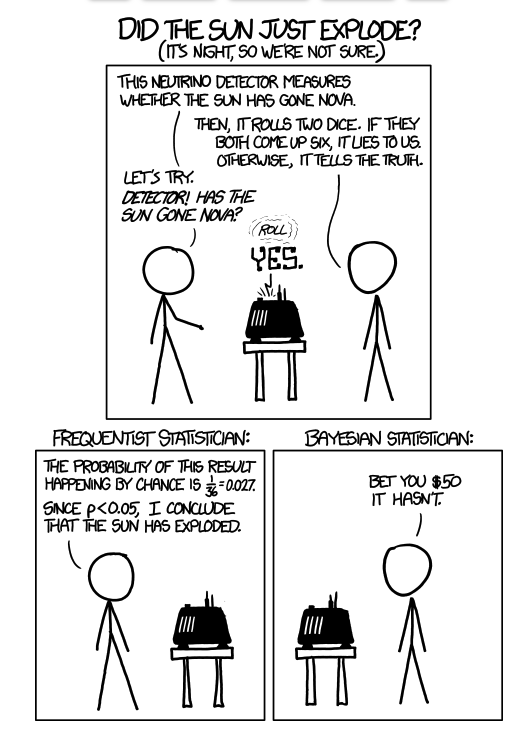 DID THE SUN JUST EXPLODE?
(IT'S NIGHT, SO WE'RE NOT SURE.)
THIS NEUTRINO DETECTOR MEASURES
WHETHER THE SUN HAS GONE NOVA.
THEN, IT ROLLS TWO DICE. IF THEY
BOTH COME UP SIX, IT LIES TO US.
OTHERWISE, IT TELLS THE TRUTH.
LET'S TRY.
DETECTOR! HAS THE
SUN GONE NOVA?
(ROLL)
YES.
FREQUENTIST STATISTICIAN:
THE PROBABILITY OF THIS RESULT
HAPPENING BY CHANCE IS 1/36=0.027.
SINCE p<0.05, I CONCLUDE
THAT THE SUN HAS EXPLODED.
BAYESIAN STATISTICIAN:
BET YOU $50
IT HASN'T.